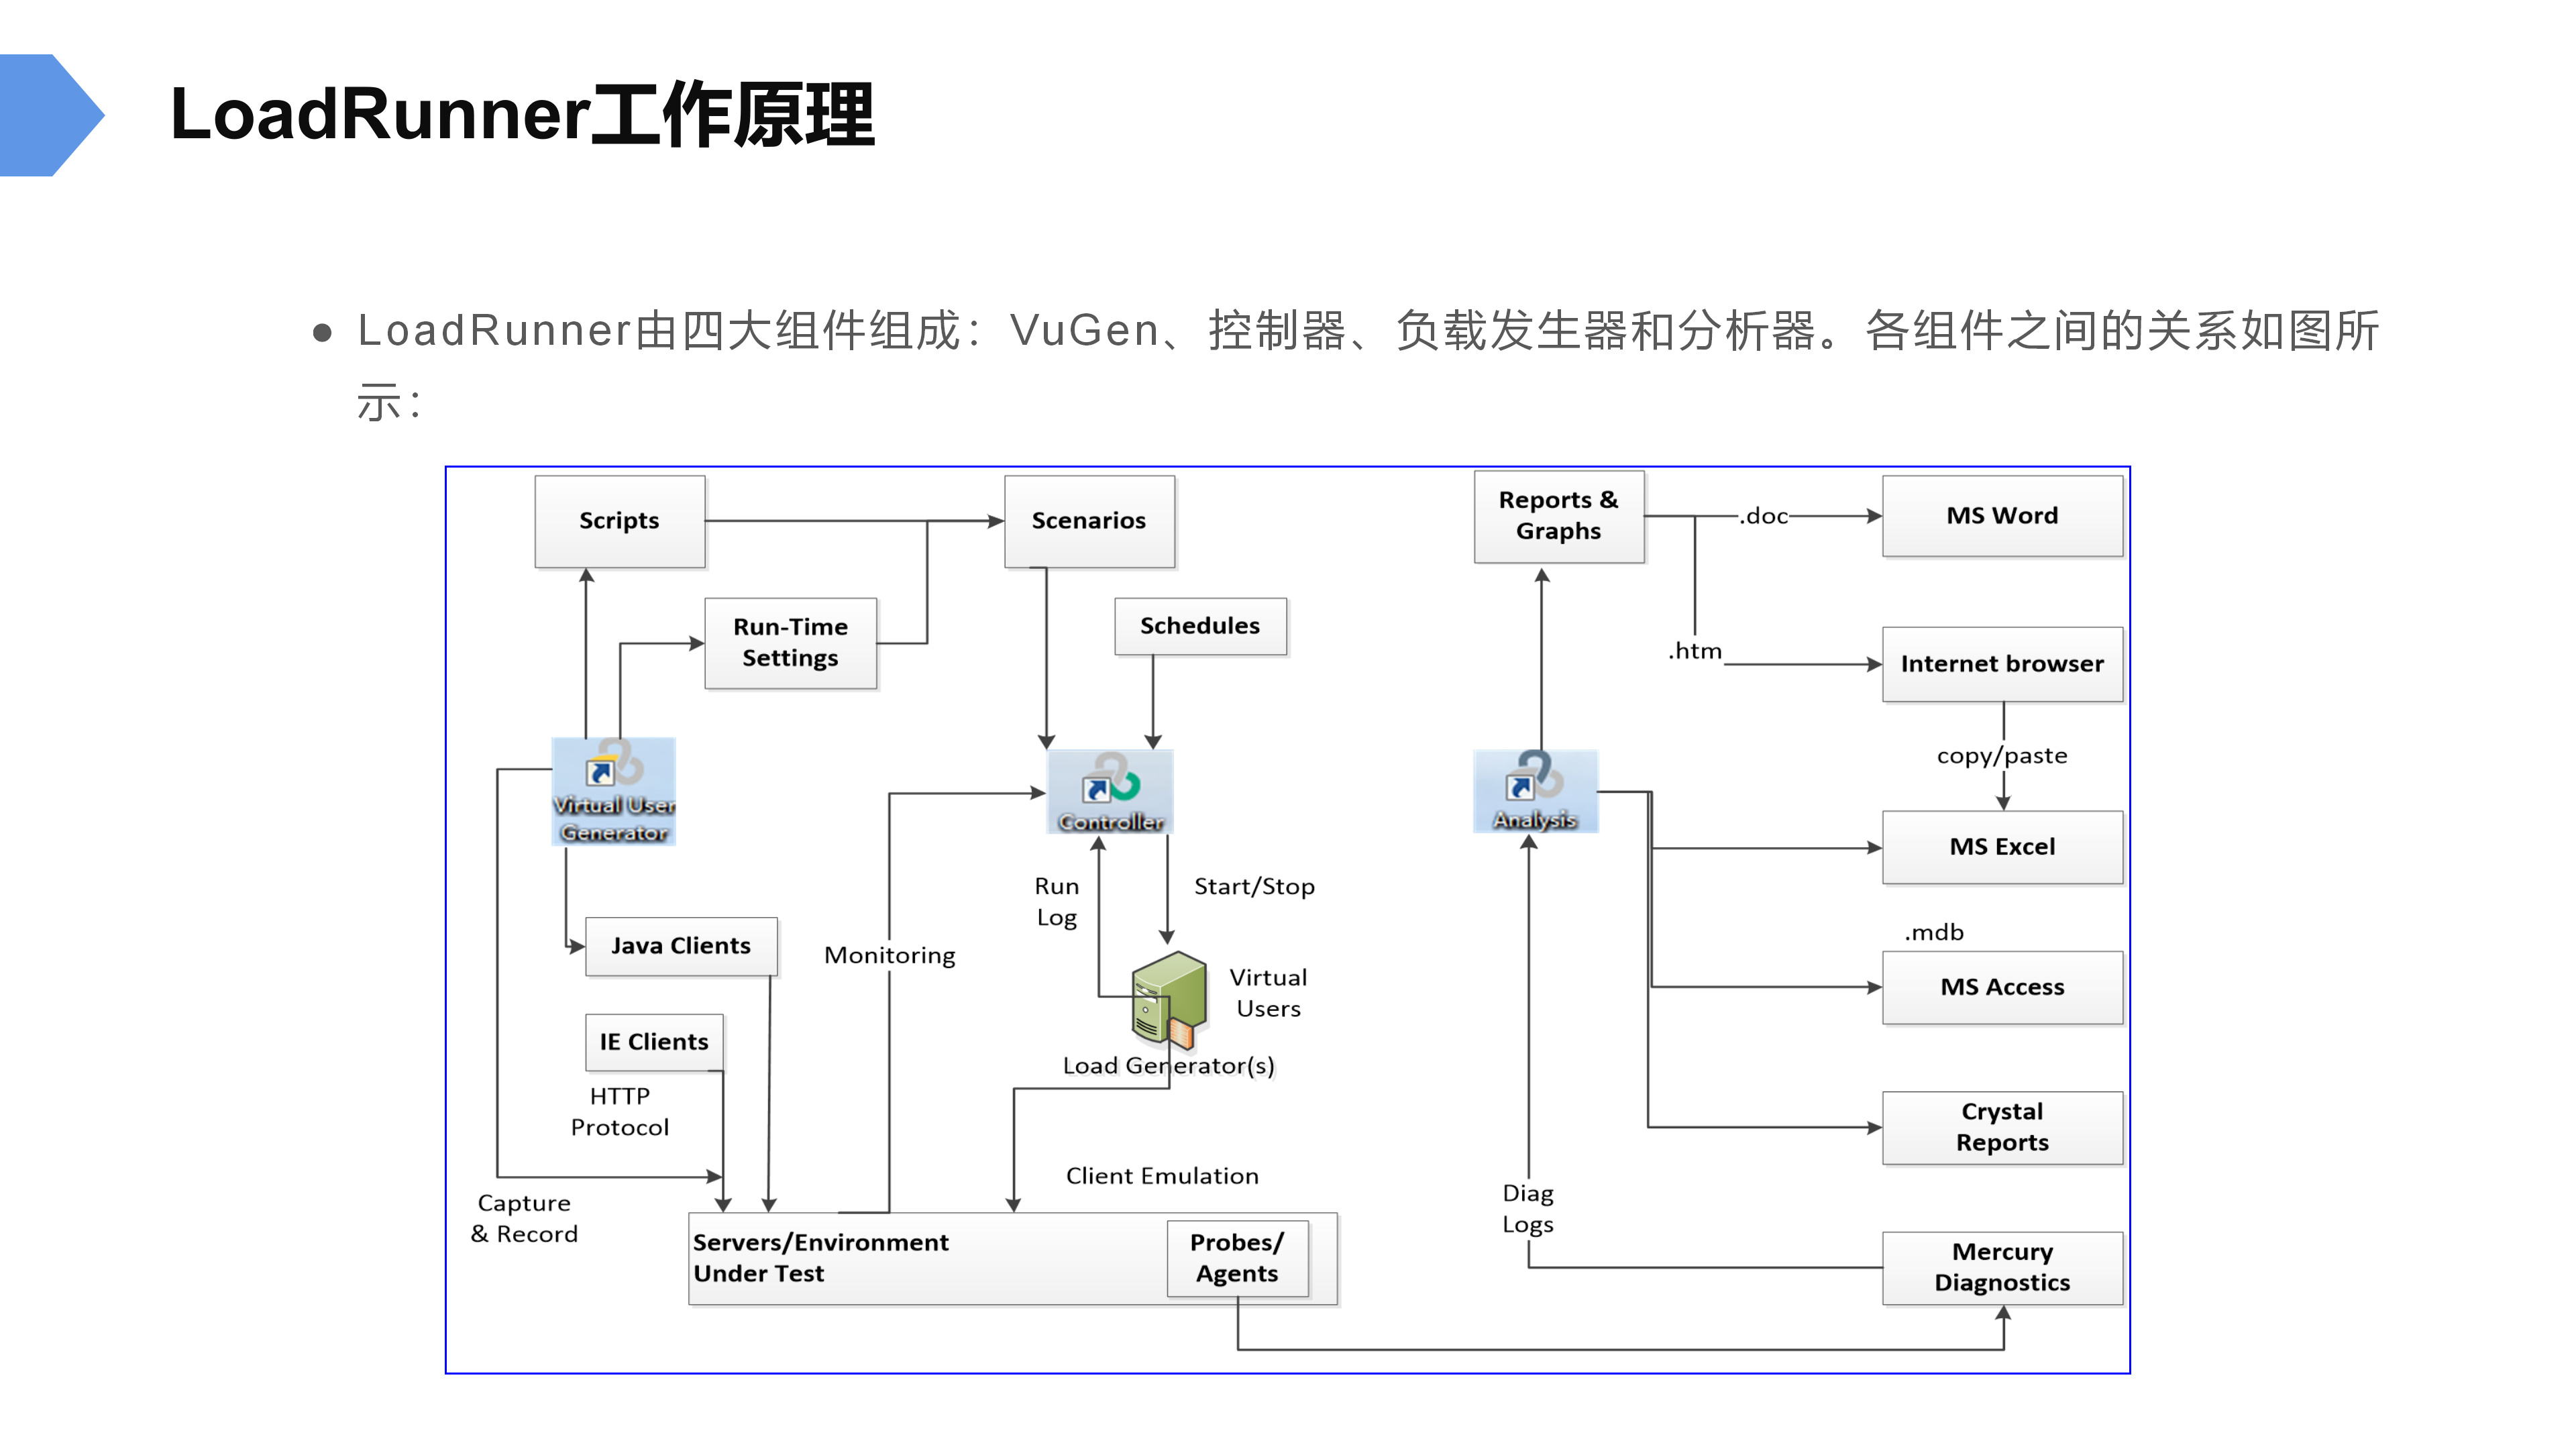 LoadRunner工作原理
● LoadRunner由四大组件组成：VuGen、控制器、负载发生器和分析器。各组件之间的关系如图所
示：
Scripts
Scenarios
Reports &
Graphs
.doc
MS Word
Run-Time
Settings
Schedules
.htm
Internet browser
copy/paste
Virtual User
Generator
Controller
Analysis
MS Excel
Run
Log
Start/Stop
.mdb
Java Clients
Monitoring
Virtual
Users
MS Access
IE Clients
Load Generator(s)
HTTP
Protocol
Crystal
Reports
Client Emulation
Capture
& Record
Diag
Logs
Servers/Environment
Under Test
Probes/
Agents
Mercury
Diagnostics